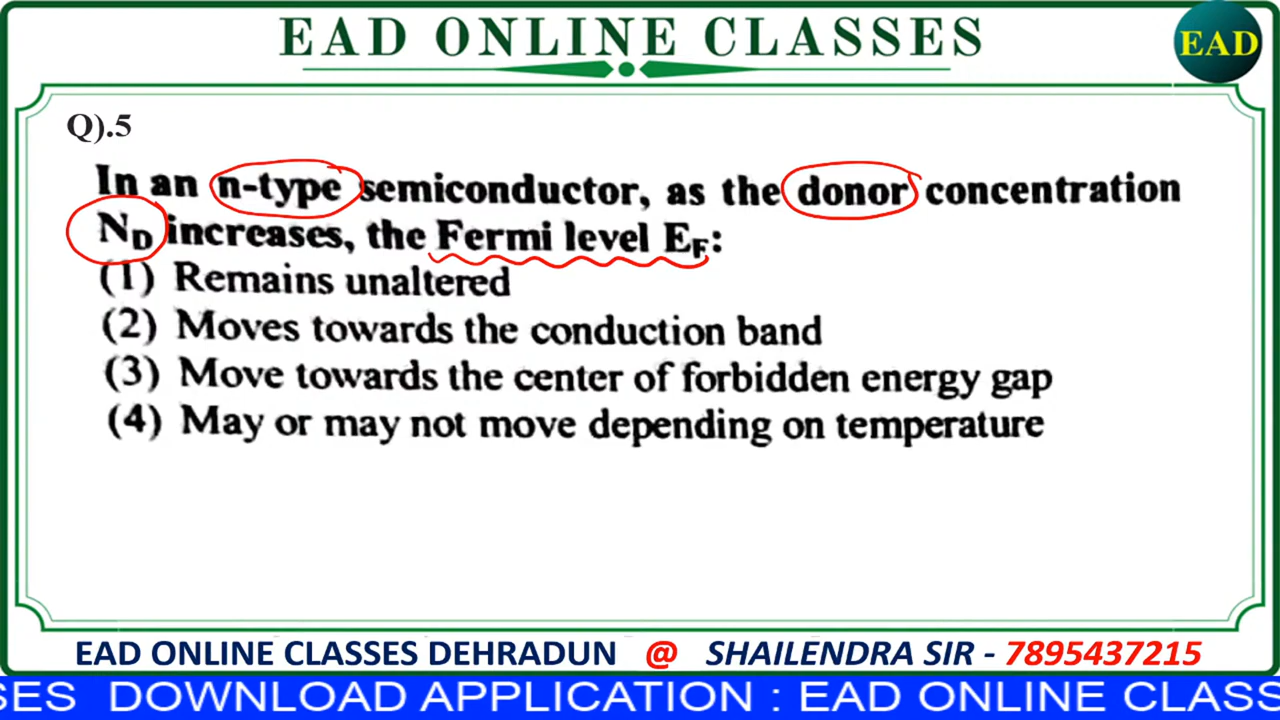 EAD ONLINE CLASSES
EAD
Q).5
In an n-type semiconductor, as the donor concentration
N_D increases, the Fermi level E_F:
(1) Remains unaltered
(2) Moves towards the conduction band
(3) Move towards the center of forbidden energy gap
(4) May or may not move depending on temperature
EAD ONLINE CLASSES DEHRADUN @ SHAILENDRA SIR - 7895437215
SES DOWNLOAD APPLICATION : EAD ONLINE CLASS